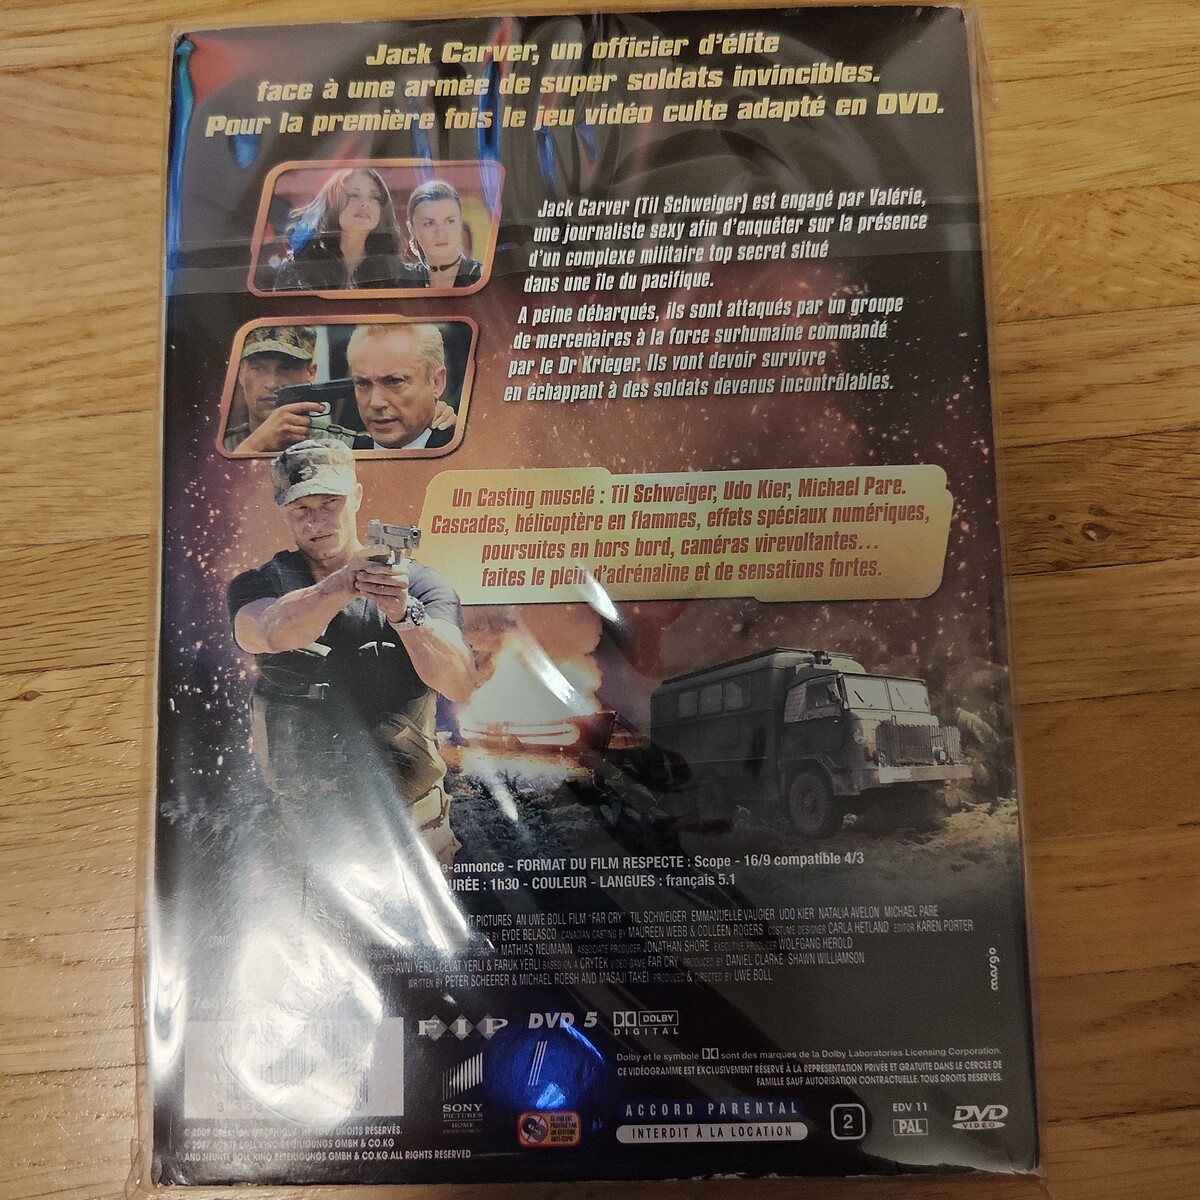 Jack Carver, un officier d'élite
face à une armée de super soldats invincibles.
Pour la première fois le jeu vidéo culte adapté en DVD.
Jack Carver (Til Schweiger) est engagé par Valérie,
une journaliste sexy afin d'enquêter sur la présence
d'un complexe militaire top secret situé
dans une île du pacifique.
A peine débarqués, ils sont attaqués par un groupe
de mercenaires à la force surhumaine commandé
par le Dr Krieger. Ils vont devoir survivre
en échappant à des soldats devenus incontrôlables.
Un Casting musclé : Til Schweiger, Udo Kier, Michael Pare.
Cascades, hélicoptère en flammes, effets spéciaux numériques,
poursuites en hors bord, caméras virevoltantes...
faites le plein d'adrénaline et de sensations fortes.
-annonce - FORMAT DU FILM RESPECTE : Scope - 16/9 compatible 4/3
DURÉE : 1h30 - COULEUR - LANGUES : français 5.1
PICTURES AN UWE BOLL FILM "FAR CRY" TIL SCHWEIGER EMMANUELLE VAUGIER UDO KIER NATALIA AVELON MICHAEL PARE
BY EYDE BELASCO CANADIAN CASTING BY MAUREEN WEBB & COLLEEN ROGERS COSTUME DESIGNER CARLA HETLAND EDITOR KAREN PORTER
MATHIAS NEUMANN ASSOCIATE PRODUCER JONATHAN SHORE EXECUTIVE PRODUCER WOLFGANG HEROLD
AVNI YERLI, CEVAT YERLI & FARUK YERLI BASED ON A CRYTEK VIDEO GAME FAR CRY PRODUCED BY DANIEL CLARKE SHAWN WILLIAMSON
WRITTEN BY PETER SCHEERER & MICHAEL ROESH AND MASAJI TAKEI PRODUCED & DIRECTED BY UWE BOLL
margo
FIP DVD 5 DOLBY
DIGITAL
Dolby et le symbole sont des marques de la Dolby Laboratories Licensing Corporation.
CE VIDÉOGRAMME EST EXCLUSIVEMENT RÉSERVÉ À LA REPRÉSENTATION PRIVÉE ET GRATUITE DANS LE CERCLE DE
FAMILLE SAUF AUTORISATION CONTRACTUELLE. TOUS DROITS RÉSERVÉS.
SONY
PICTURES
HOME
ENTERTAINMENT
ACCORD PARENTAL
INTERDIT À LA LOCATION
2
EDV 11
PAL
DVD
VIDEO
DROITS RÉSERVÉS.
KINO BETEILIGUNGS GMBH & CO.KG
AND NEUNTE BOLL KINO BETEILIGUNGS GMBH & CO.KG ALL RIGHTS RESERVED